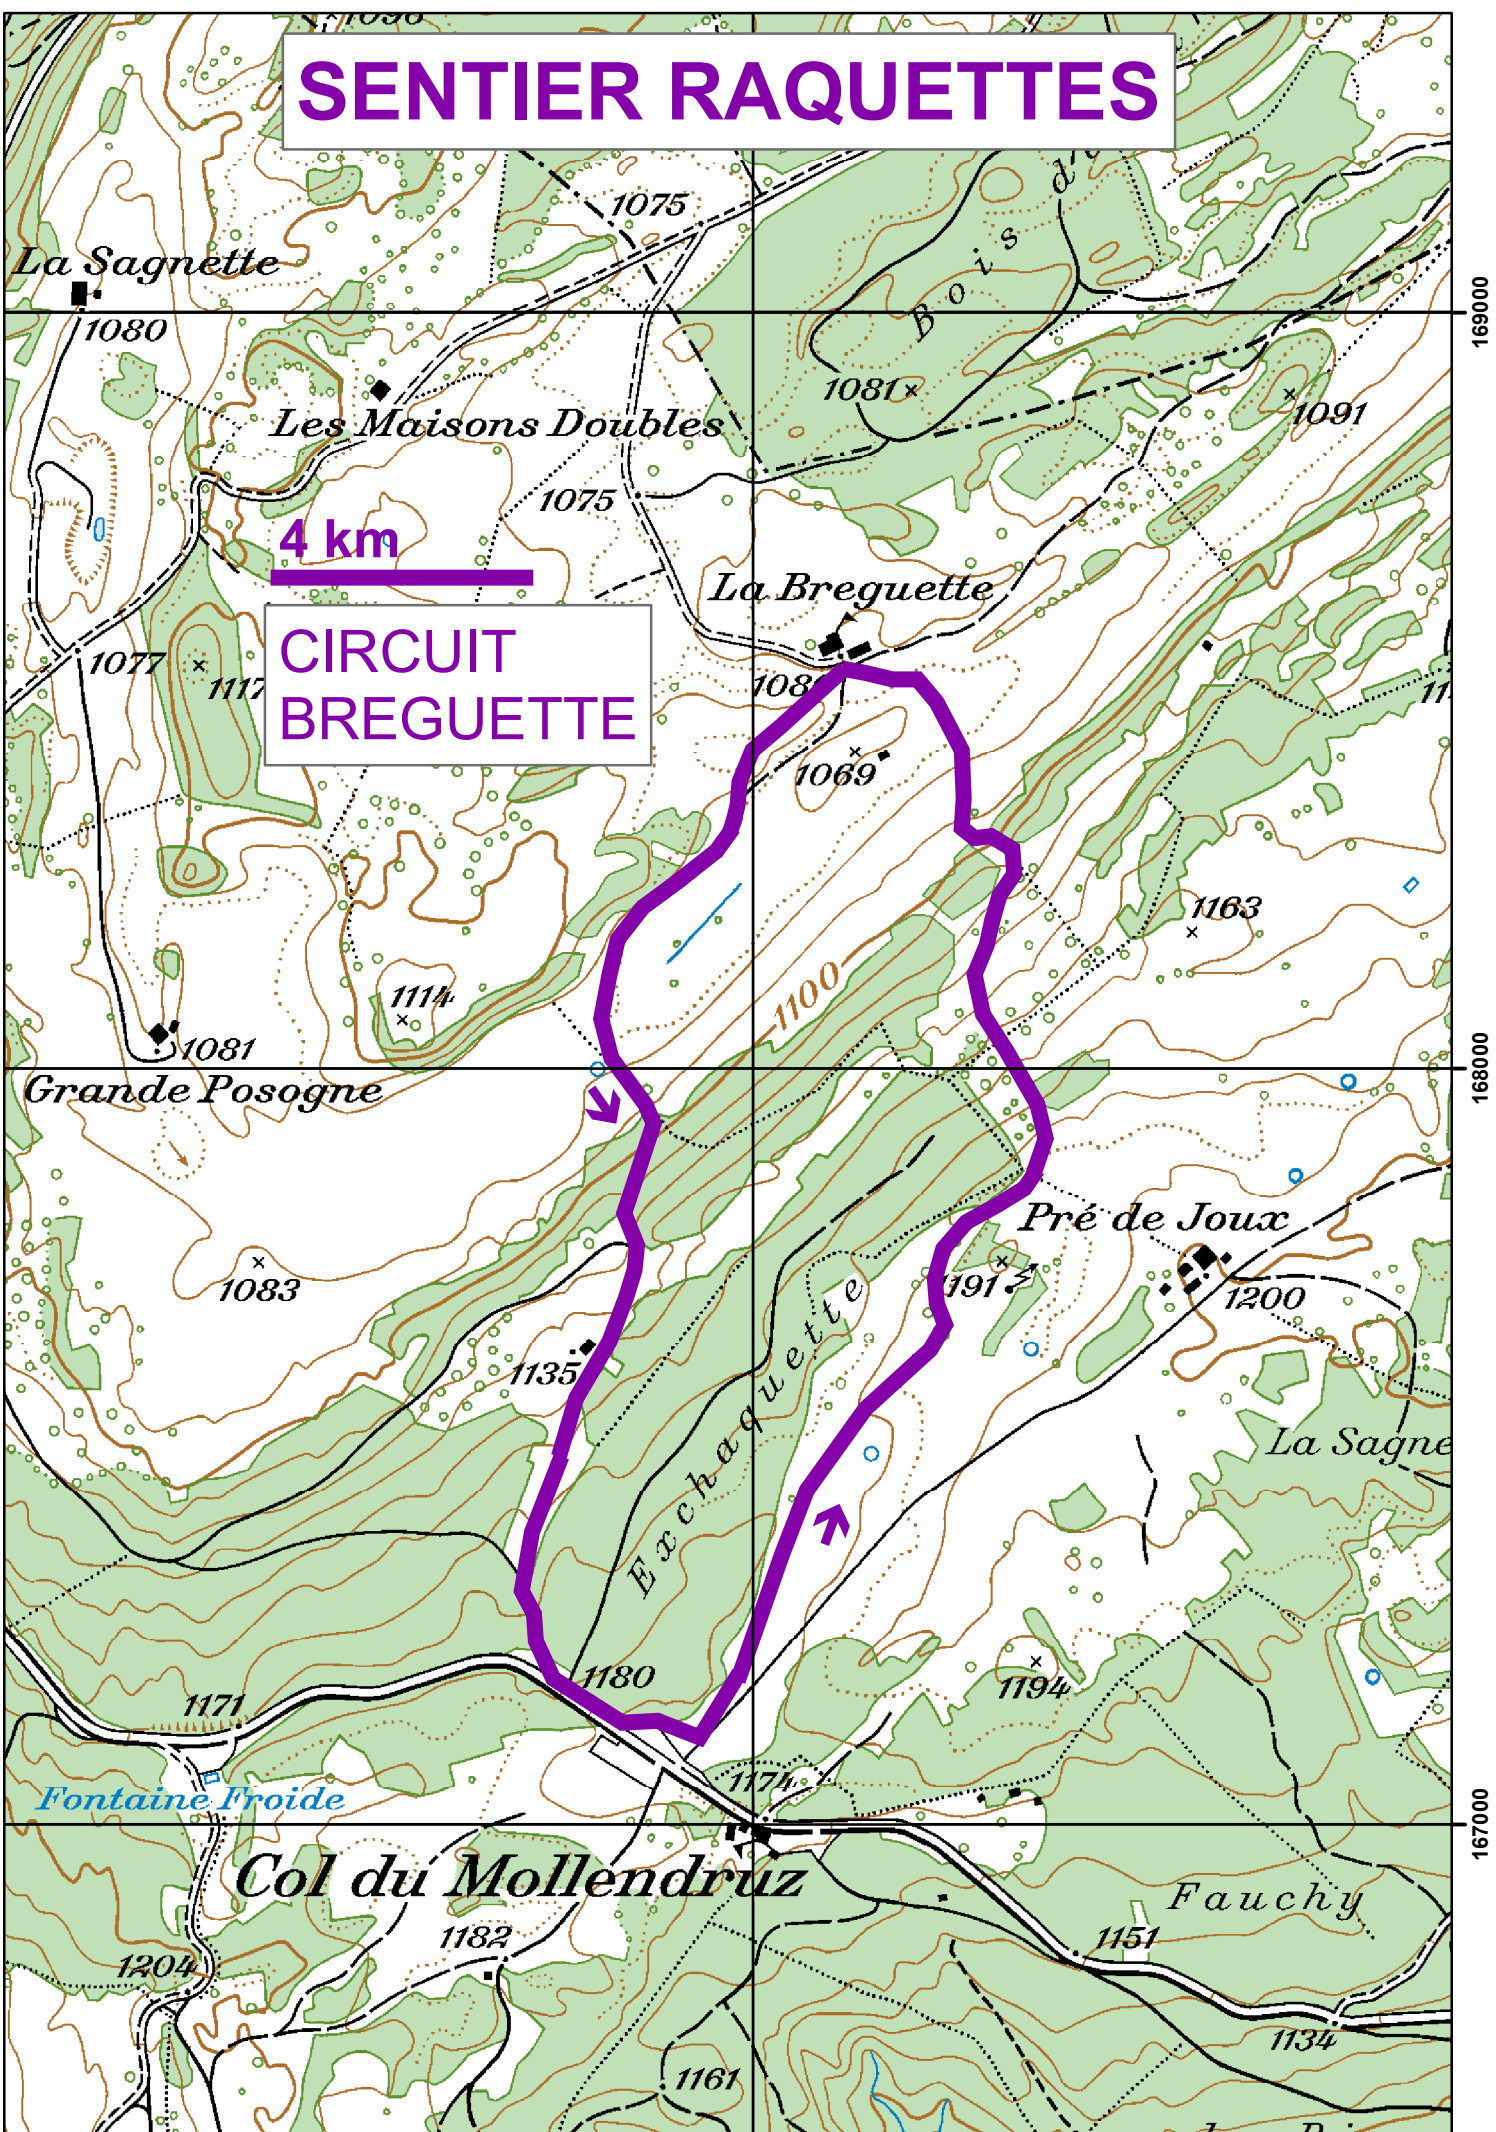 SENTIER RAQUETTES
1075
La Sagnette
1080
Bois d'
169000
1081
Les Maisons Doubles
1091
1075
4 km
La Breguette
CIRCUIT
BREGUETTE
1077
1117
1069
1163
1114
1100
1081
Grande Posogne
168000
1083
Pré de Joux
1191
1200
1135
Exchaquette
La Sagne
1180
1194
1171
1174
Fontaine Froide
167000
Col du Mollendruz
Fauchy
1182
1151
1204
1134
1161